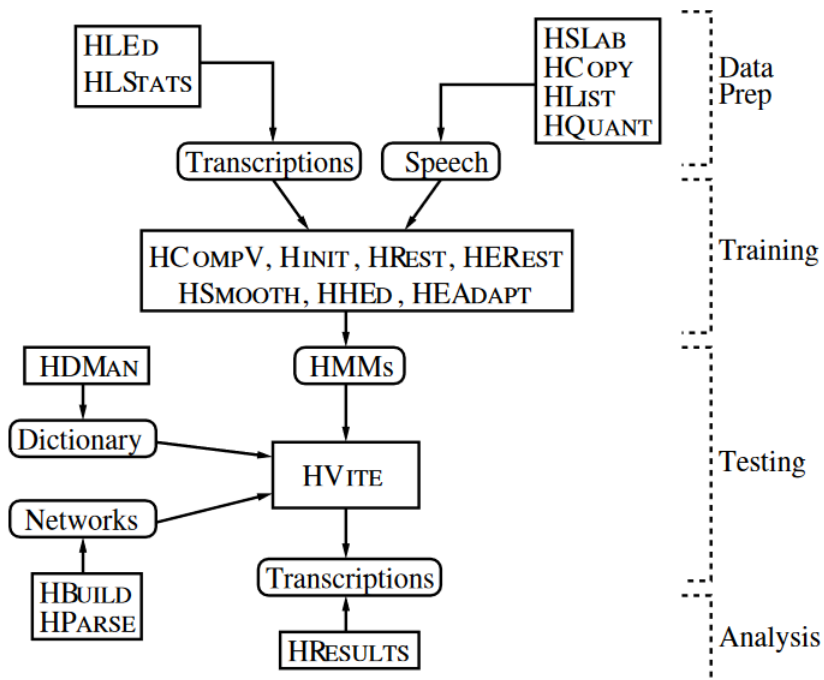 HLED
HLSTATS
HSLAB
HCOPY
HLIST
HQUANT
Data
Prep
Transcriptions
Speech
HCOMPV, HINIT, HREST, HEREST
HSMOOTH, HHED, HEADAPT
Training
HDMAN
HMMs
Dictionary
HVITE
Testing
Networks
HBUILD
HPARSE
Transcriptions
HRESULTS
Analysis